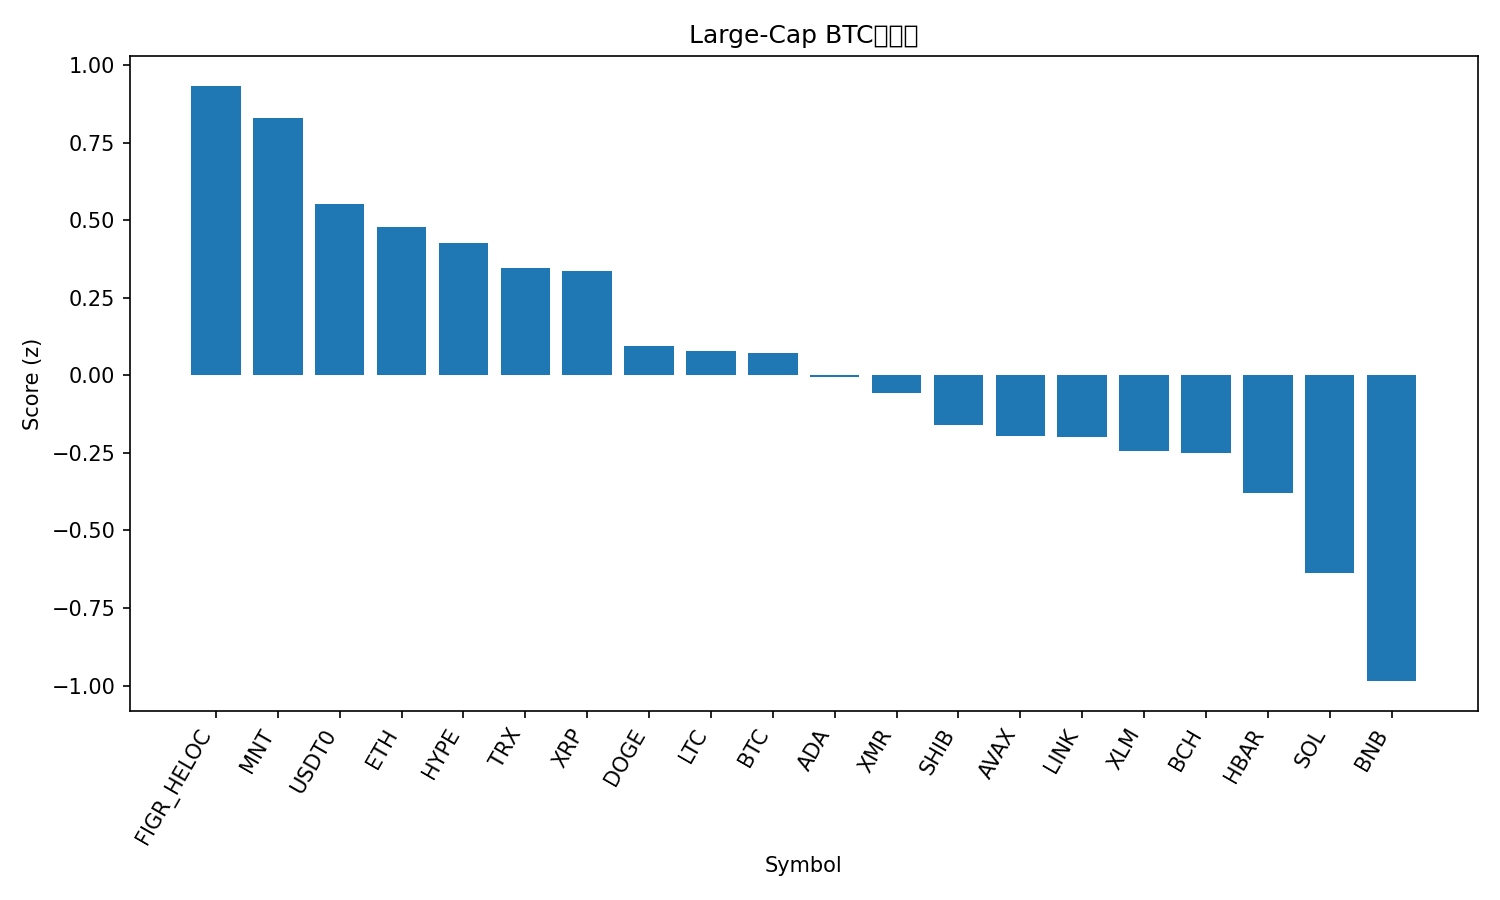 Large-Cap BTC
1.00
0.75
0.50
0.25
0.00
−0.25
−0.50
−0.75
−1.00
Score (z)
FIGR_HELOC
MNT
USDT0
ETH
HYPE
TRX
XRP
DOGE
LTC
BTC
ADA
XMR
SHIB
AVAX
LINK
XLM
BCH
HBAR
SOL
BNB
Symbol